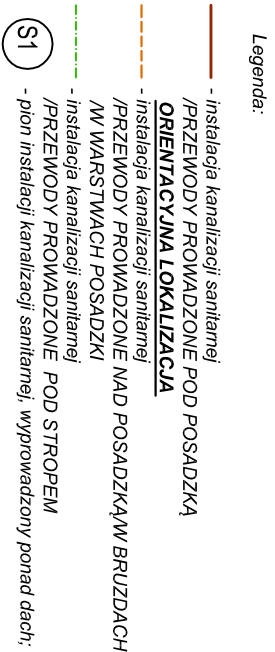 Legenda:
- instalacja kanalizacji sanitarnej
/PRZEWODY PROWADZONE POD POSADZKĄ
ORIENTACYJNA LOKALIZACJA
- instalacja kanalizacji sanitarnej
/PRZEWODY PROWADZONE NAD POSADZKĄ/W BRUZDACH
/W WARSTWACH POSADZKI
- instalacja kanalizacji sanitarnej
/PRZEWODY PROWADZONE POD STROPEM
S1 - pion instalacji kanalizacji sanitarnej, wyprowadzony ponad dach;